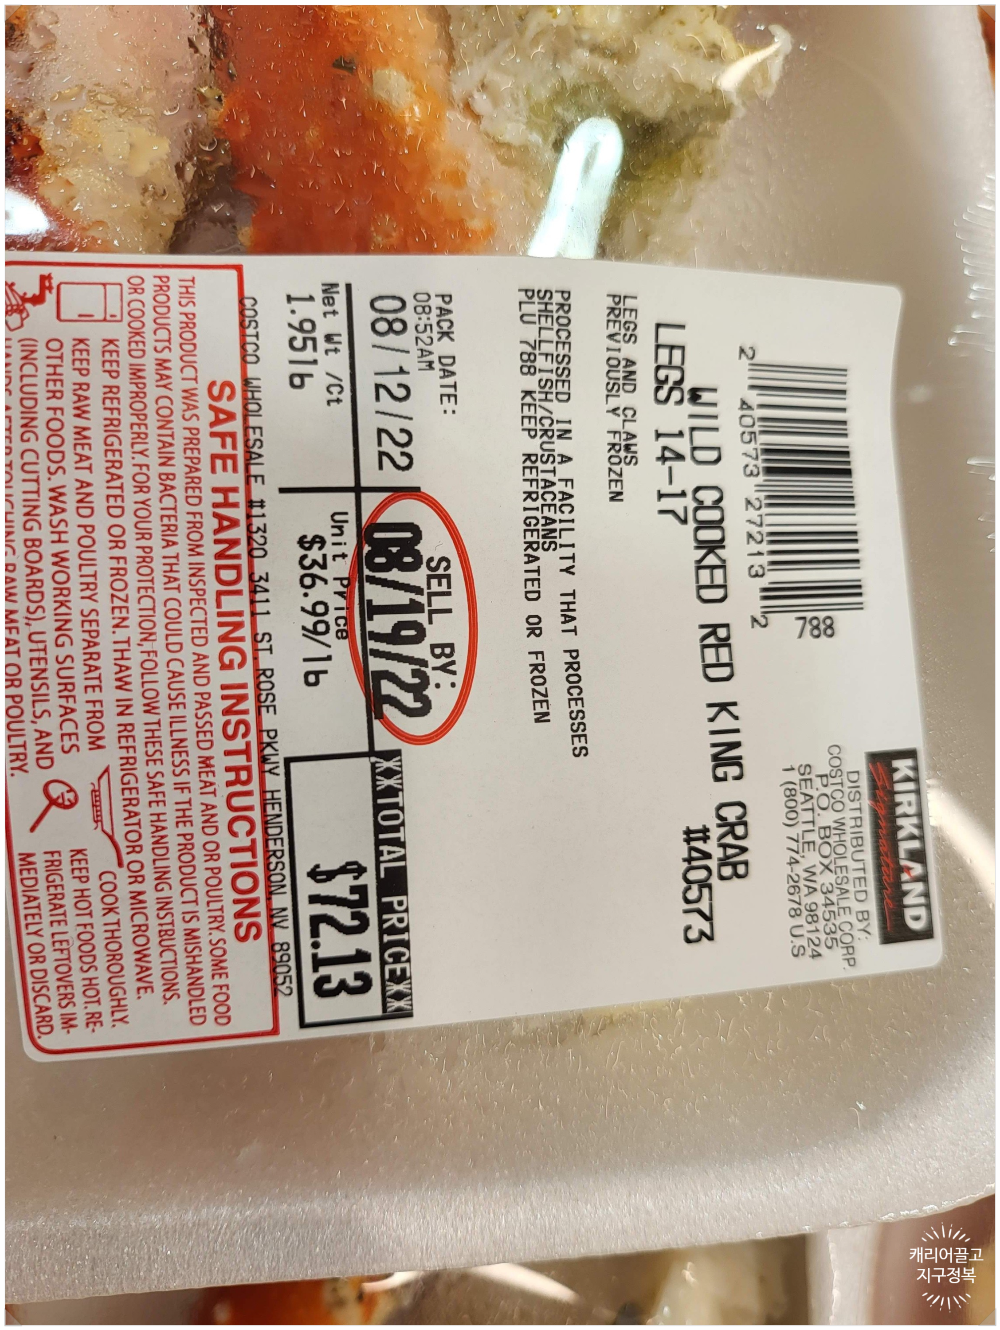 KIRKLAND
Signature
DISTRIBUTED BY:
COSTCO WHOLESALE CORP.
P.O. BOX 34535
SEATTLE, WA 98124
1 (800) 774-2678 U.S
2 40573 27213 2
788
WILD COOKED RED KING CRAB
LEGS 14-17
#40573
LEGS AND CLAWS
PREVIOUSLY FROZEN
PROCESSED IN A FACILITY THAT PROCESSES
SHELLFISH/CRUSTACEANS
PLU 788 KEEP REFRIGERATED OR FROZEN
PACK DATE:
08:52AM
08/12/22
SELL BY:
08/19/22
XXTOTAL PRICEXX
$72.13
Net Wt /Ct
1.95lb
Unit Price
$36.99/lb
COSTCO WHOLESALE #1320 3411 ST.ROSE PKWY HENDERSON, NV 89052
SAFE HANDLING INSTRUCTIONS
THIS PRODUCT WAS PREPARED FROM INSPECTED AND PASSED MEAT AND OR POULTRY. SOME FOOD
PRODUCTS MAY CONTAIN BACTERIA THAT COULD CAUSE ILLNESS IF THE PRODUCT IS MISHANDLED
OR COOKED IMPROPERLY. FOR YOUR PROTECTION, FOLLOW THESE SAFE HANDLING INSTRUCTIONS.
KEEP REFRIGERATED OR FROZEN. THAW IN REFRIGERATOR OR MICROWAVE.
KEEP RAW MEAT AND POULTRY SEPARATE FROM
OTHER FOODS. WASH WORKING SURFACES
(INCLUDING CUTTING BOARDS), UTENSILS, AND
HANDS AFTER TOUCHING RAW MEAT OR POULTRY.
COOK THOROUGHLY.
KEEP HOT FOODS HOT. RE-
FRIGERATE LEFTOVERS IM-
MEDIATELY OR DISCARD.
캐리어끌고
지구정복